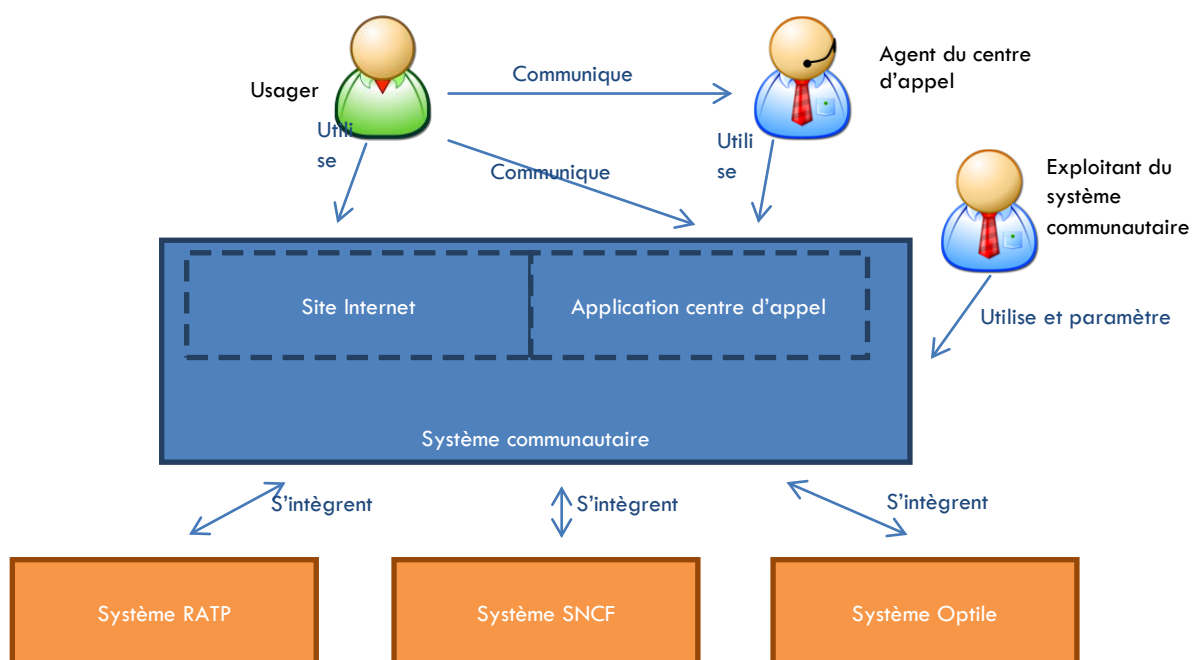 Usager
Communique
Agent du centre
d'appel
Utili
se
Communique
Utili
se
Exploitant du
système
communautaire
Site Internet
Application centre d'appel
Utilise et paramètre
Système communautaire
S'intègrent
S'intègrent
S'intègrent
Système RATP
Système SNCF
Système Optile